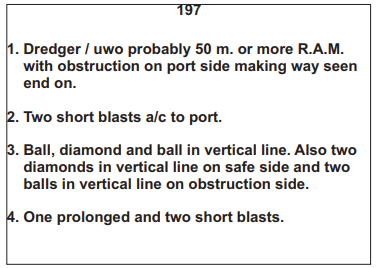 197
1. Dredger / uwo probably 50 m. or more R.A.M.
with obstruction on port side making way seen
end on.
2. Two short blasts a/c to port.
3. Ball, diamond and ball in vertical line. Also two
diamonds in vertical line on safe side and two
balls in vertical line on obstruction side.
4. One prolonged and two short blasts.